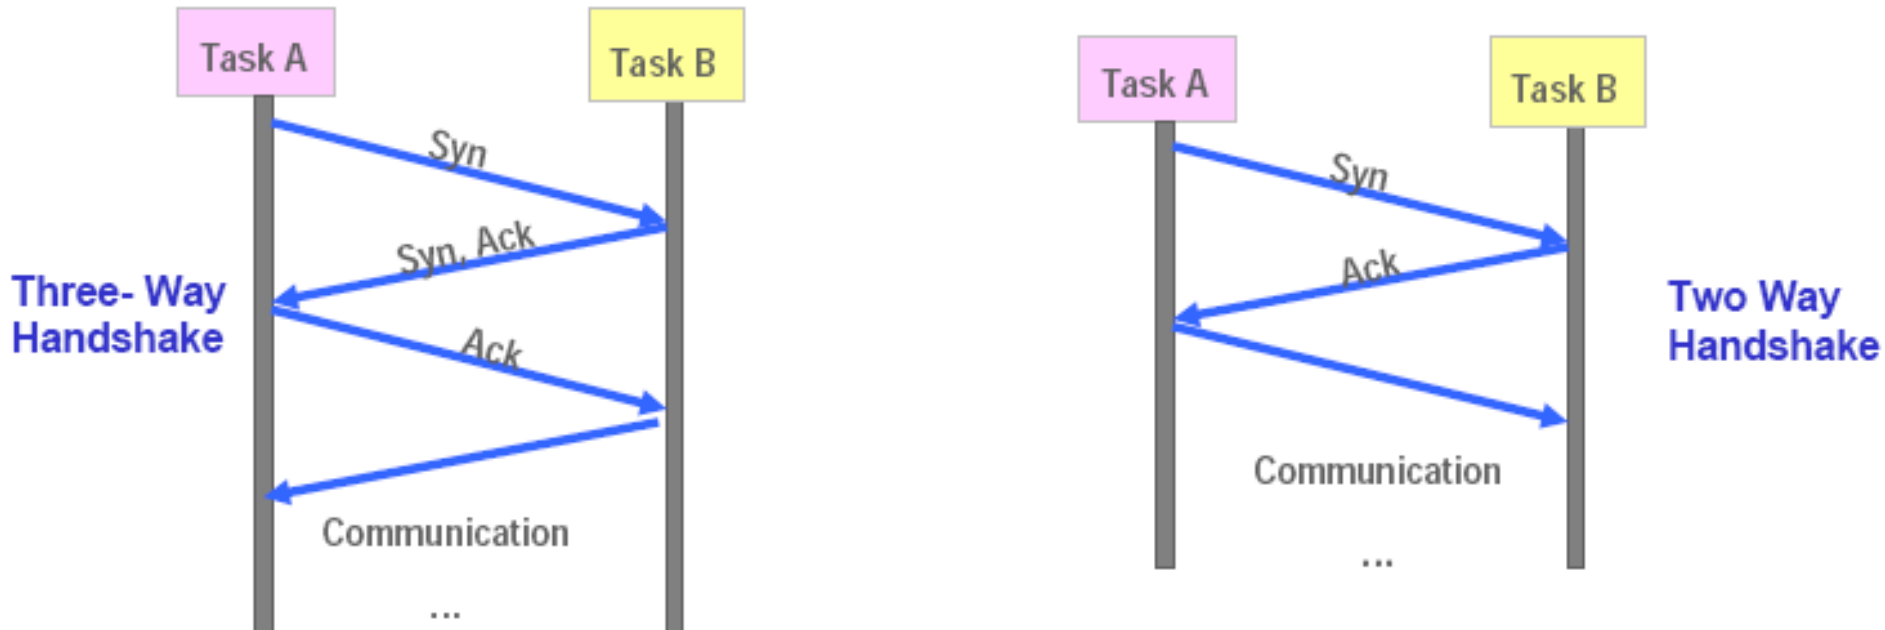 Task A
Task B
Syn
Syn, Ack
Three- Way
Handshake
Ack
Communication
...
Task A
Task B
Syn
Ack
Two Way
Handshake
Communication
...